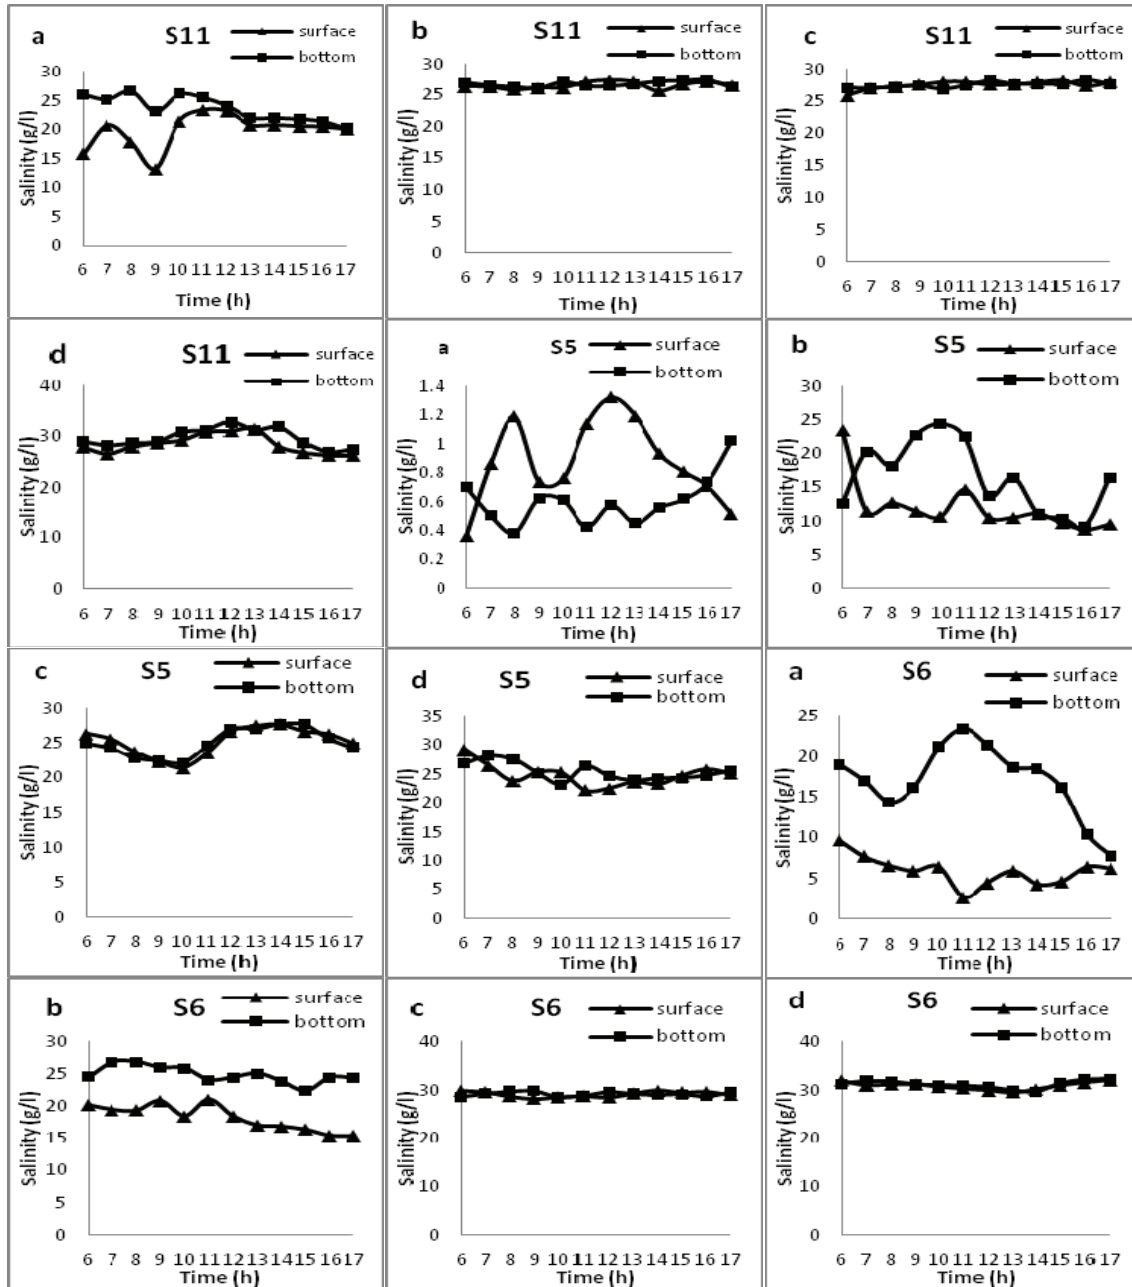 a S11 surface
bottom
Salinity (g/l)
30
25
20
15
10
5
0
6 7 8 9 10 11 12 13 14 15 16 17
Time (h)
b S11 surface
bottom
Salinity (g/l)
30
25
20
15
10
5
0
6 7 8 9 10 11 12 13 14 15 16 17
Time (h)
c S11 surface
bottom
Salinity (g/l)
30
25
20
15
10
5
0
6 7 8 9 10 11 12 13 14 15 16 17
Time (h)
d S11 surface
bottom
Salinity (g/l)
40
30
20
10
0
6 7 8 9 10 11 12 13 14 15 16 17
Time (h)
a S5 surface
bottom
Salinity (g/l)
1.4
1.2
1
0.8
0.6
0.4
0.2
0
6 7 8 9 10 11 12 13 14 15 16 17
Time (h)
b S5 surface
bottom
Salinity (g/l)
30
25
20
15
10
5
0
6 7 8 9 10 11 12 13 14 15 16 17
Time (h)
c S5 surface
bottom
Salinity (g/l)
30
25
20
15
10
5
0
6 7 8 9 10 11 12 13 14 15 16 17
Time (h)
d S5 surface
bottom
Salinity (g/l)
35
30
25
20
15
10
5
0
6 7 8 9 10 11 12 13 14 15 16 17
Time (h)
a S6 surface
bottom
Salinity (g/l)
25
20
15
10
5
0
6 7 8 9 10 11 12 13 14 15 16 17
Time (h)
b S6 surface
bottom
Salinity (g/l)
30
25
20
15
10
5
0
6 7 8 9 10 11 12 13 14 15 16 17
Time (h)
c S6 surface
bottom
Salinity (g/l)
40
30
20
10
0
6 7 8 9 10 11 12 13 14 15 16 17
Time (h)
d S6 surface
bottom
Salinity (g/l)
40
30
20
10
0
6 7 8 9 10 11 12 13 14 15 16 17
Time (h)